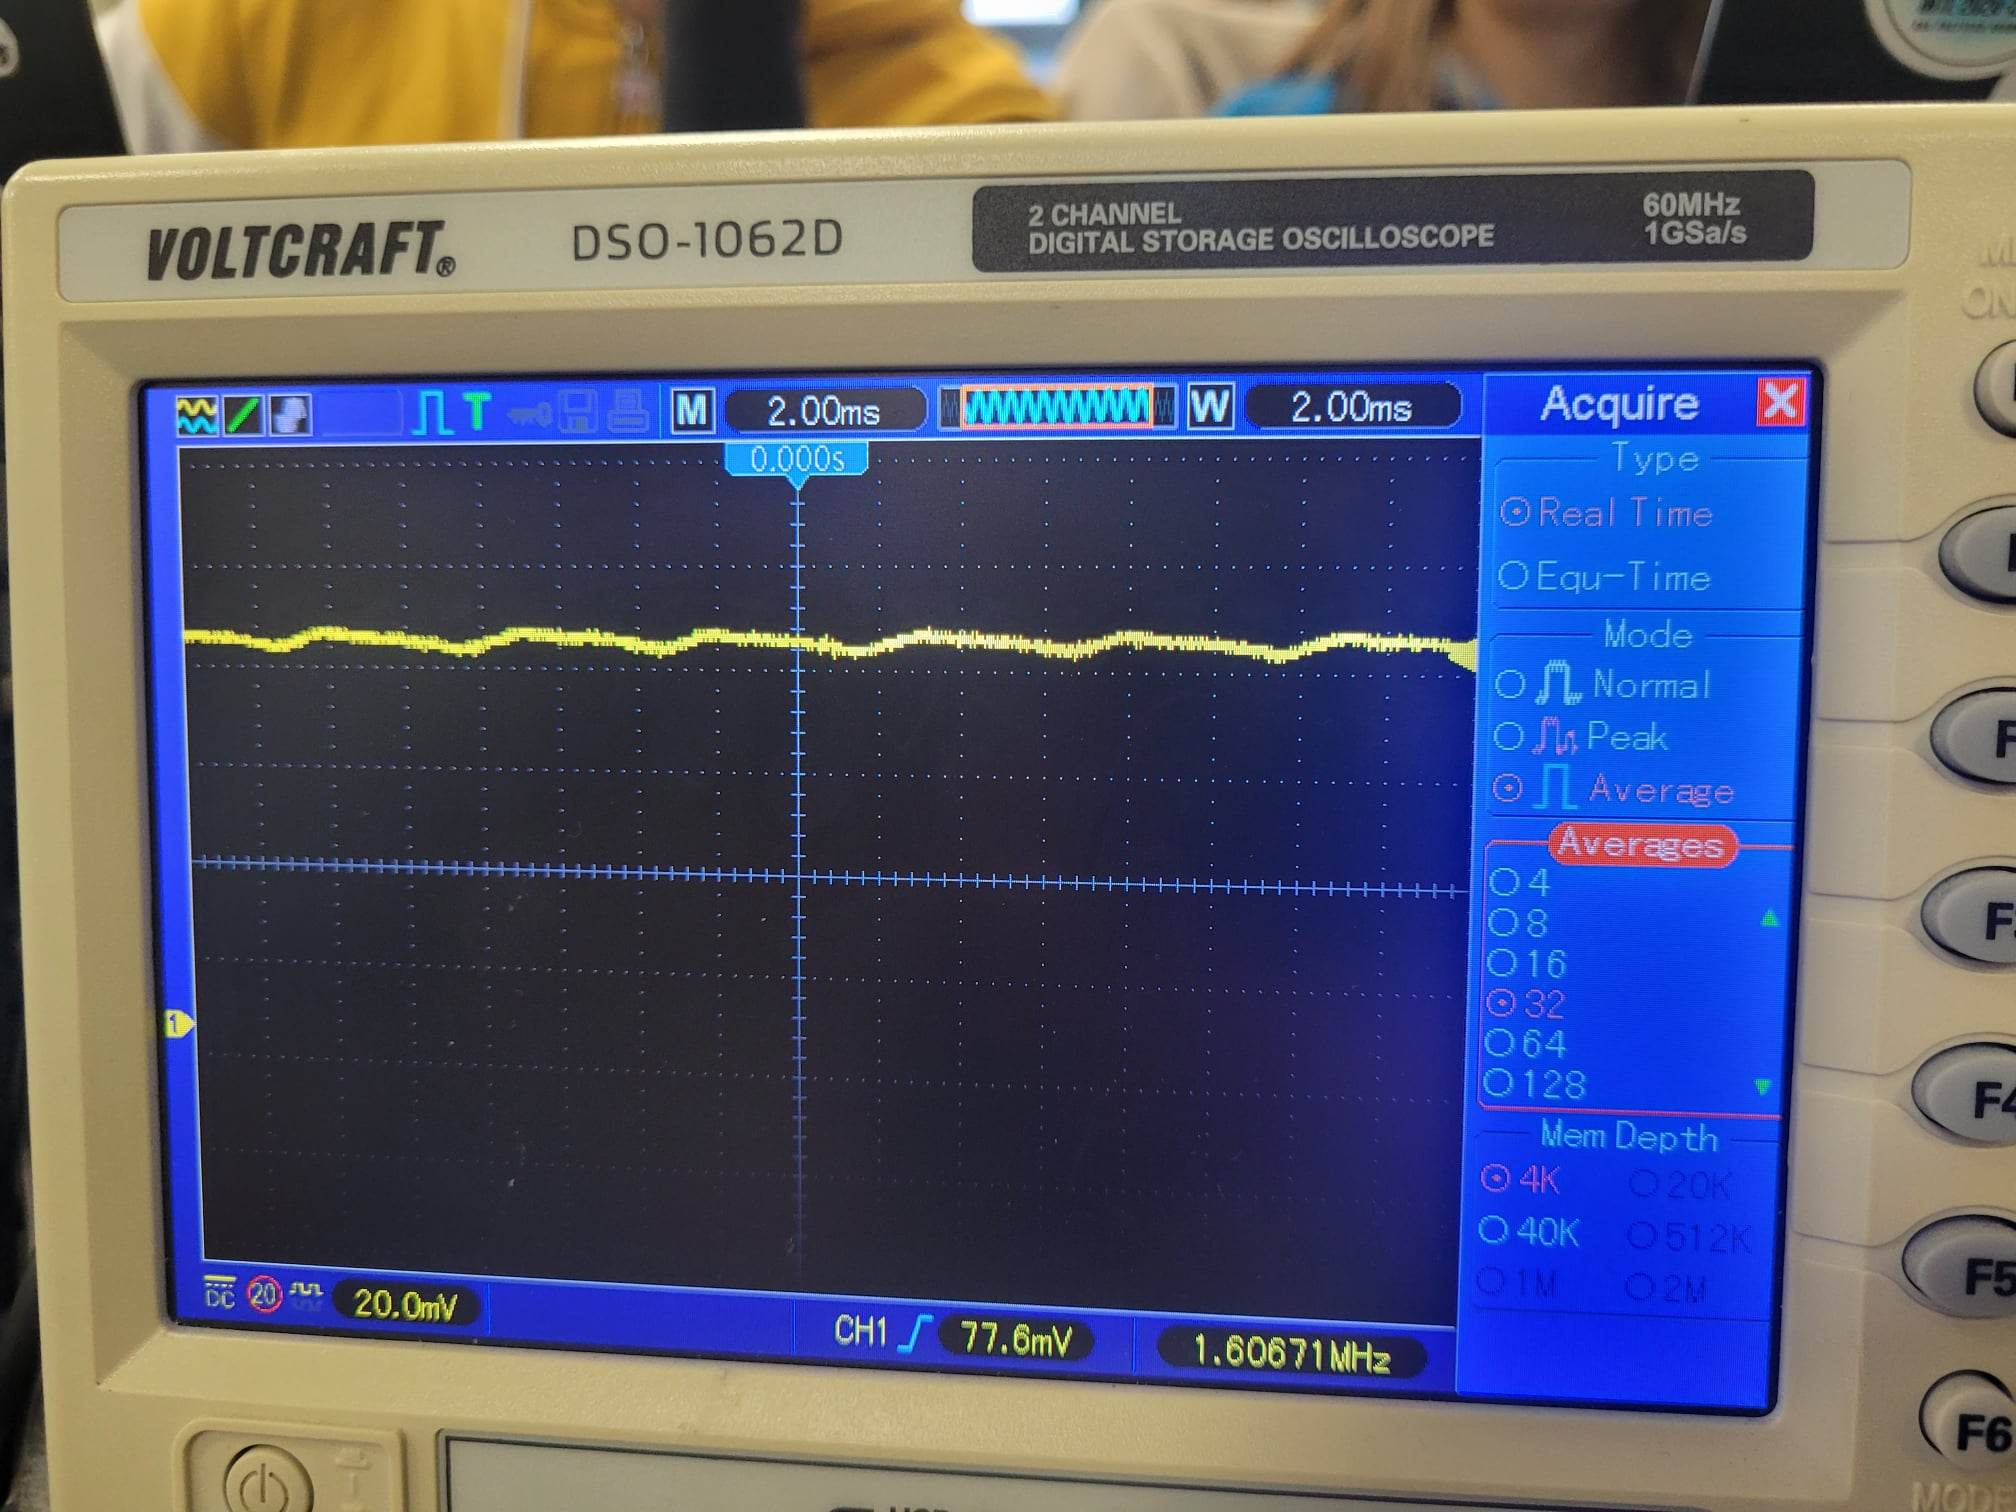 VOLTCRAFT®
DSO-1062D
2 CHANNEL
DIGITAL STORAGE OSCILLOSCOPE
60MHz
1GSa/s
T M 2.00ms W 2.00ms
0.000s
Acquire
Type
Real Time
Equ-Time
Mode
Normal
Peak
Average
Averages
4
8
16
32
64
128
Mem Depth
4K 20K
40K 512K
1M 2M
1
DC 20 20.0mV
CH1 77.6mV
1.60671MHz
F4
F5
F6